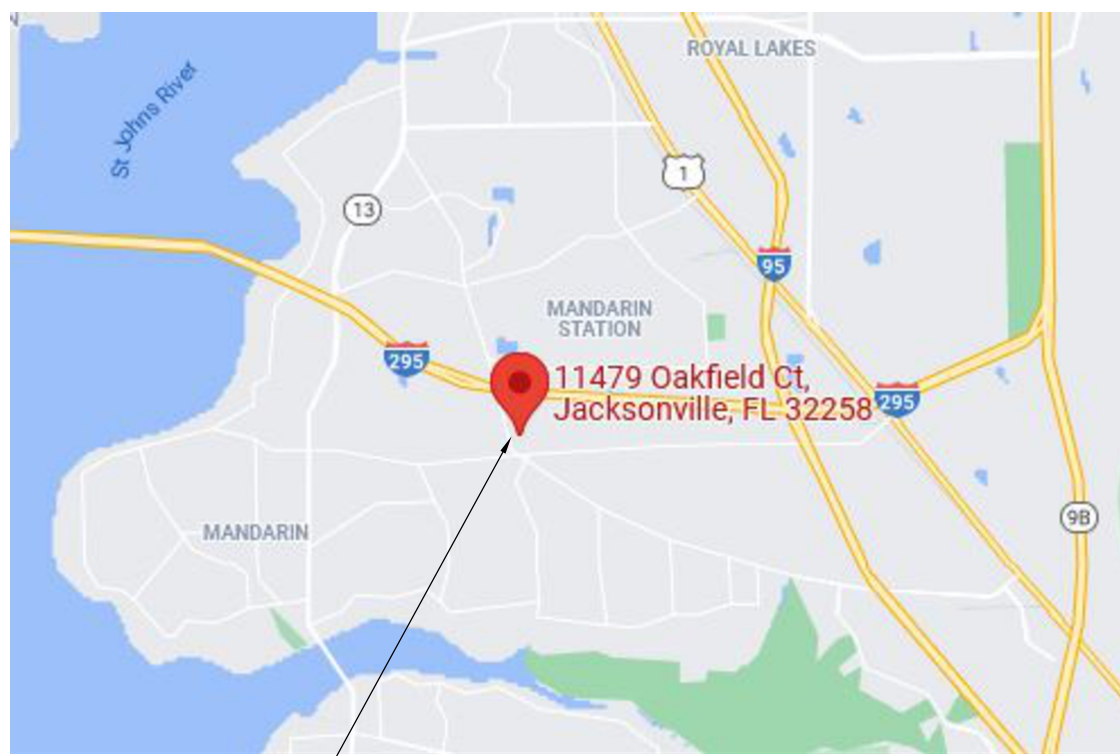 ROYAL LAKES
St Johns River
1
13
95
MANDARIN
STATION
295
11479 Oakfield Ct,
Jacksonville, FL 32258
295
9B
MANDARIN